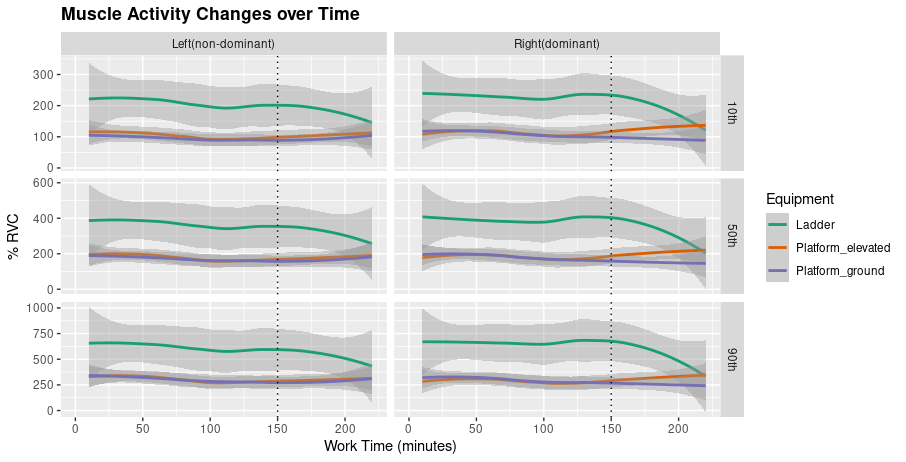 Muscle Activity Changes over Time
Left(non-dominant)
Right(dominant)
300
200
100
0
10th
600
400
200
0
50th
1000
750
500
250
0
90th
% RVC
0 50 100 150 200
0 50 100 150 200
Work Time (minutes)
Equipment
Ladder
Platform_elevated
Platform_ground